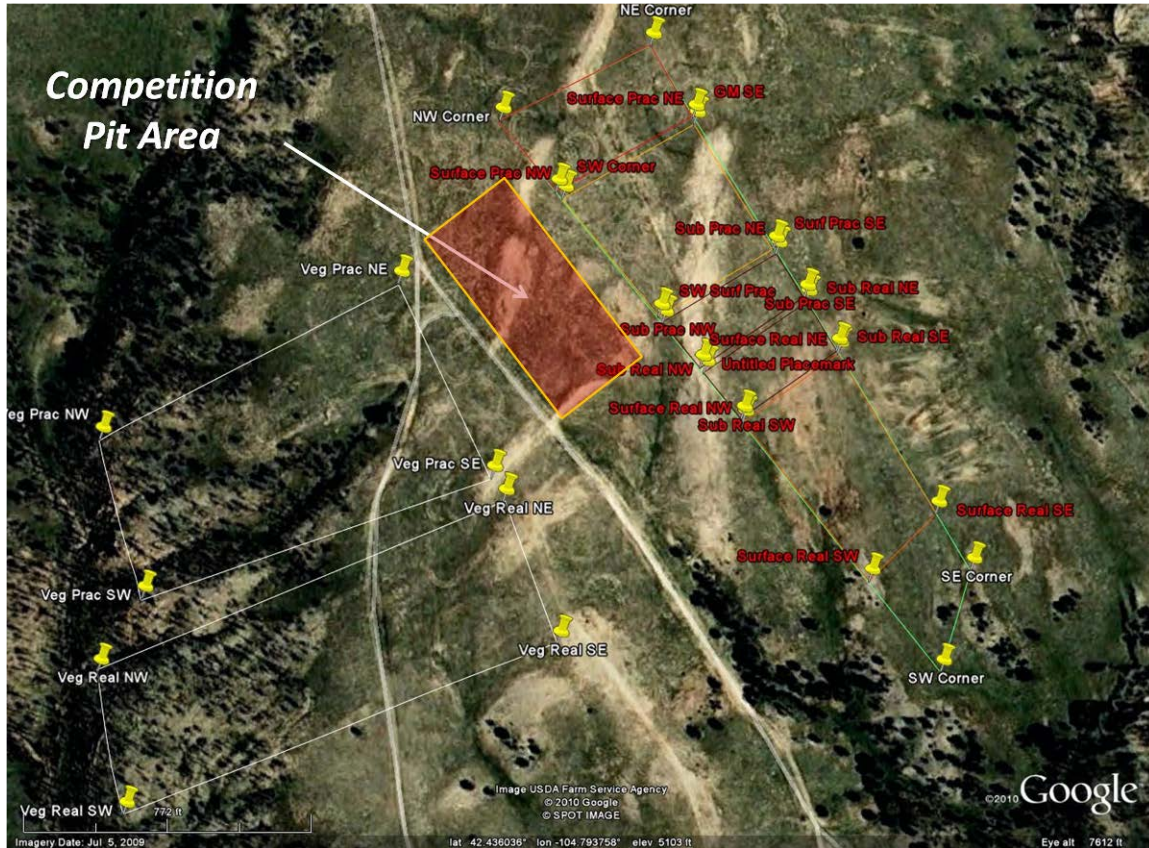 NE Corner
Competition
Pit Area
Surface Prac NE
GM SE
NW Corner
Surface Prac NW
SW Corner
Sub Prac NE
Surf Prac SE
Veg Prac NE
SW Surf Prac
Sub Real NE
Sub Prac SE
Sub Prac NW
Surface Real NE
Sub Real SE
Sub Real NW
Untitled Placemark
Surface Real NW
Sub Real SW
Veg Prac NW
Veg Prac SE
Veg Real NE
Surface Real SE
Surface Real SW
SE Corner
Veg Prac SW
Veg Real SE
Veg Real NW
SW Corner
Image USDA Farm Service Agency
© 2010 Google
© SPOT IMAGE
©2010 Google
Veg Real SW
772 ft
Imagery Date: Jul 5, 2009
lat 42.436036° lon -104.793758° elev 5103 ft
Eye alt 7612 ft